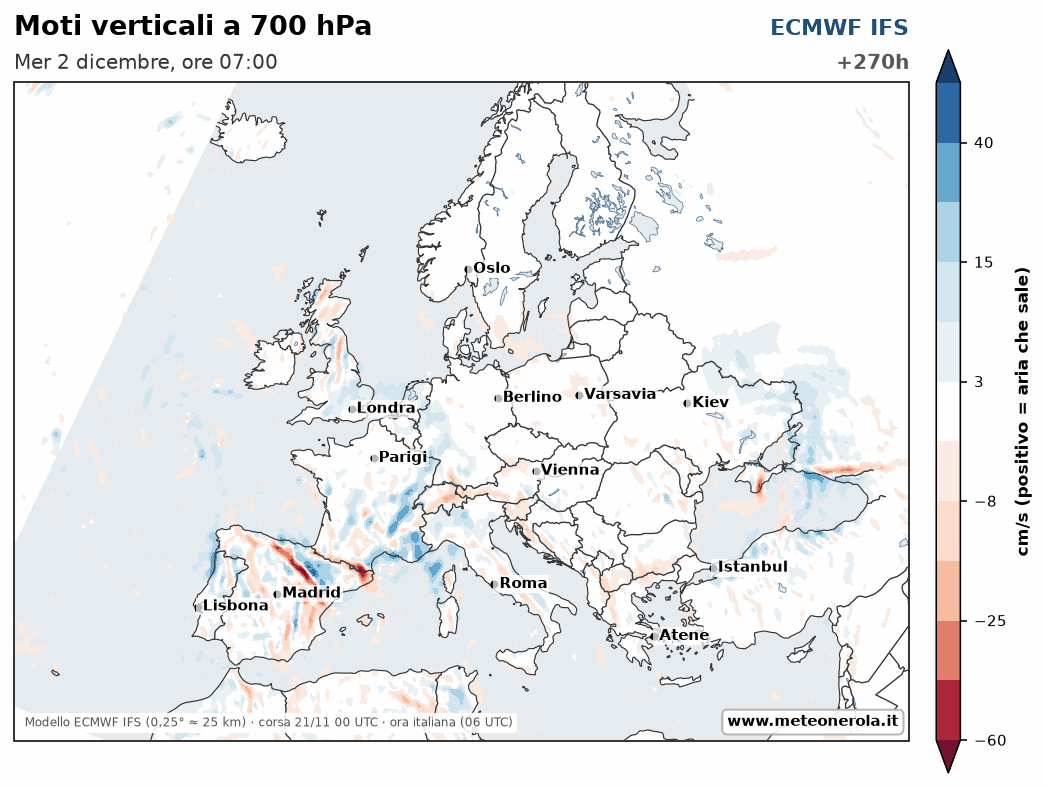 Moti verticali a 700 hPa
ECMWF IFS
Mer 2 dicembre, ore 07:00
+270h
40
15
3
−8
−25
−60
cm/s (positivo = aria che sale)
Oslo
Londra
Berlino
Varsavia
Kiev
Parigi
Vienna
Istanbul
Roma
Madrid
Lisbona
Atene
Modello ECMWF IFS (0,25° ≈ 25 km) · corsa 21/11 00 UTC · ora italiana (06 UTC)
www.meteonerola.it